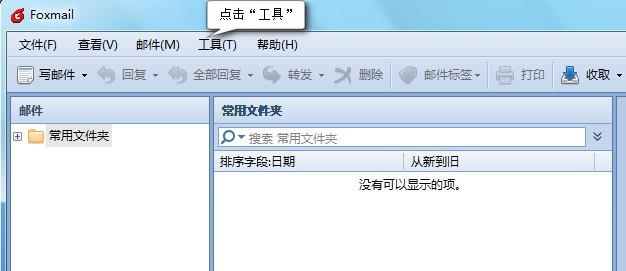 Foxmail
点击“工具”
文件(F) 查看(V) 邮件(M) 工具(T) 帮助(H)
写邮件 回复 全部回复 转发 删除 邮件标签 打印 收取
邮件 常用文件夹
常用文件夹 搜索 常用文件夹
排序字段:日期 从新到旧
没有可以显示的项。